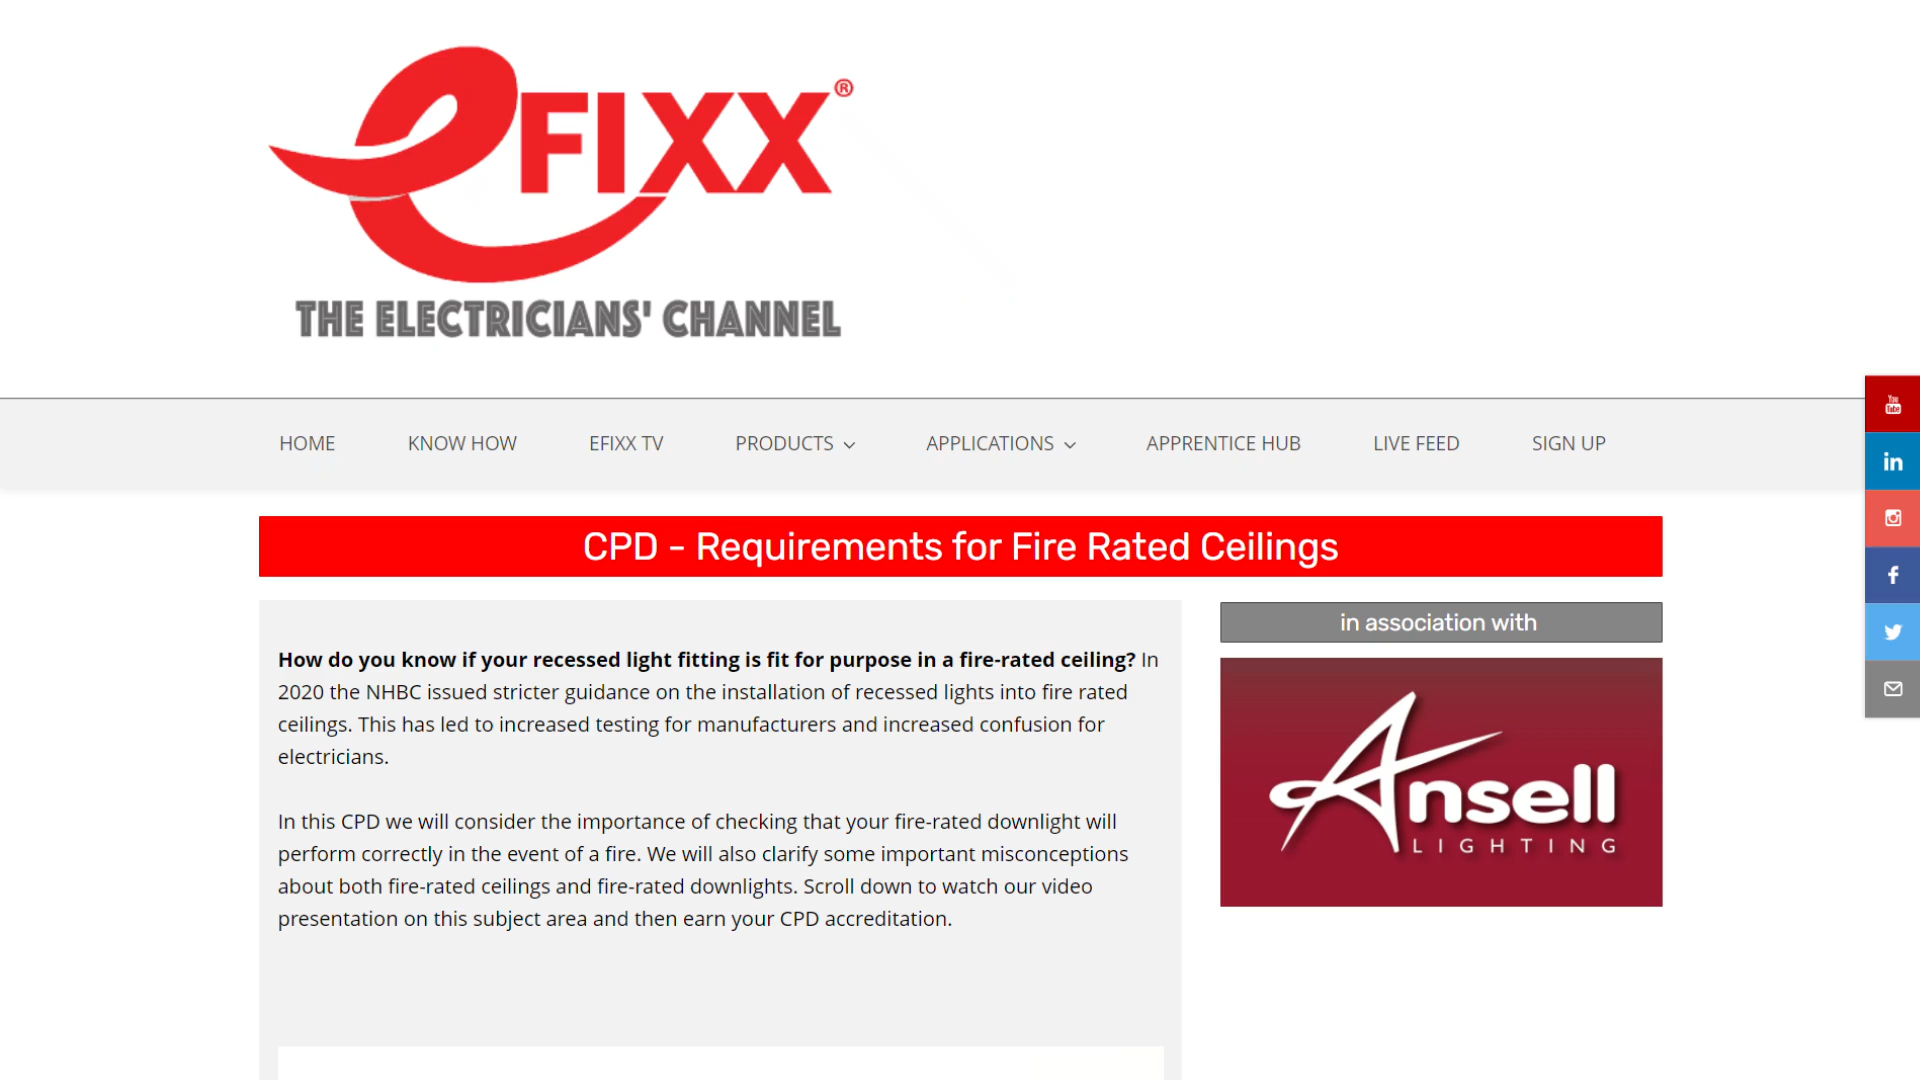 eFIXX®
THE ELECTRICIANS' CHANNEL
HOME KNOW HOW EFIXX TV PRODUCTS APPLICATIONS APPRENTICE HUB LIVE FEED SIGN UP
You Tube
in
f
CPD - Requirements for Fire Rated Ceilings
How do you know if your recessed light fitting is fit for purpose in a fire-rated ceiling? In
2020 the NHBC issued stricter guidance on the installation of recessed lights into fire rated
ceilings. This has led to increased testing for manufacturers and increased confusion for
electricians.
In this CPD we will consider the importance of checking that your fire-rated downlight will
perform correctly in the event of a fire. We will also clarify some important misconceptions
about both fire-rated ceilings and fire-rated downlights. Scroll down to watch our video
presentation on this subject area and then earn your CPD accreditation.
in association with
Ansell
LIGHTING